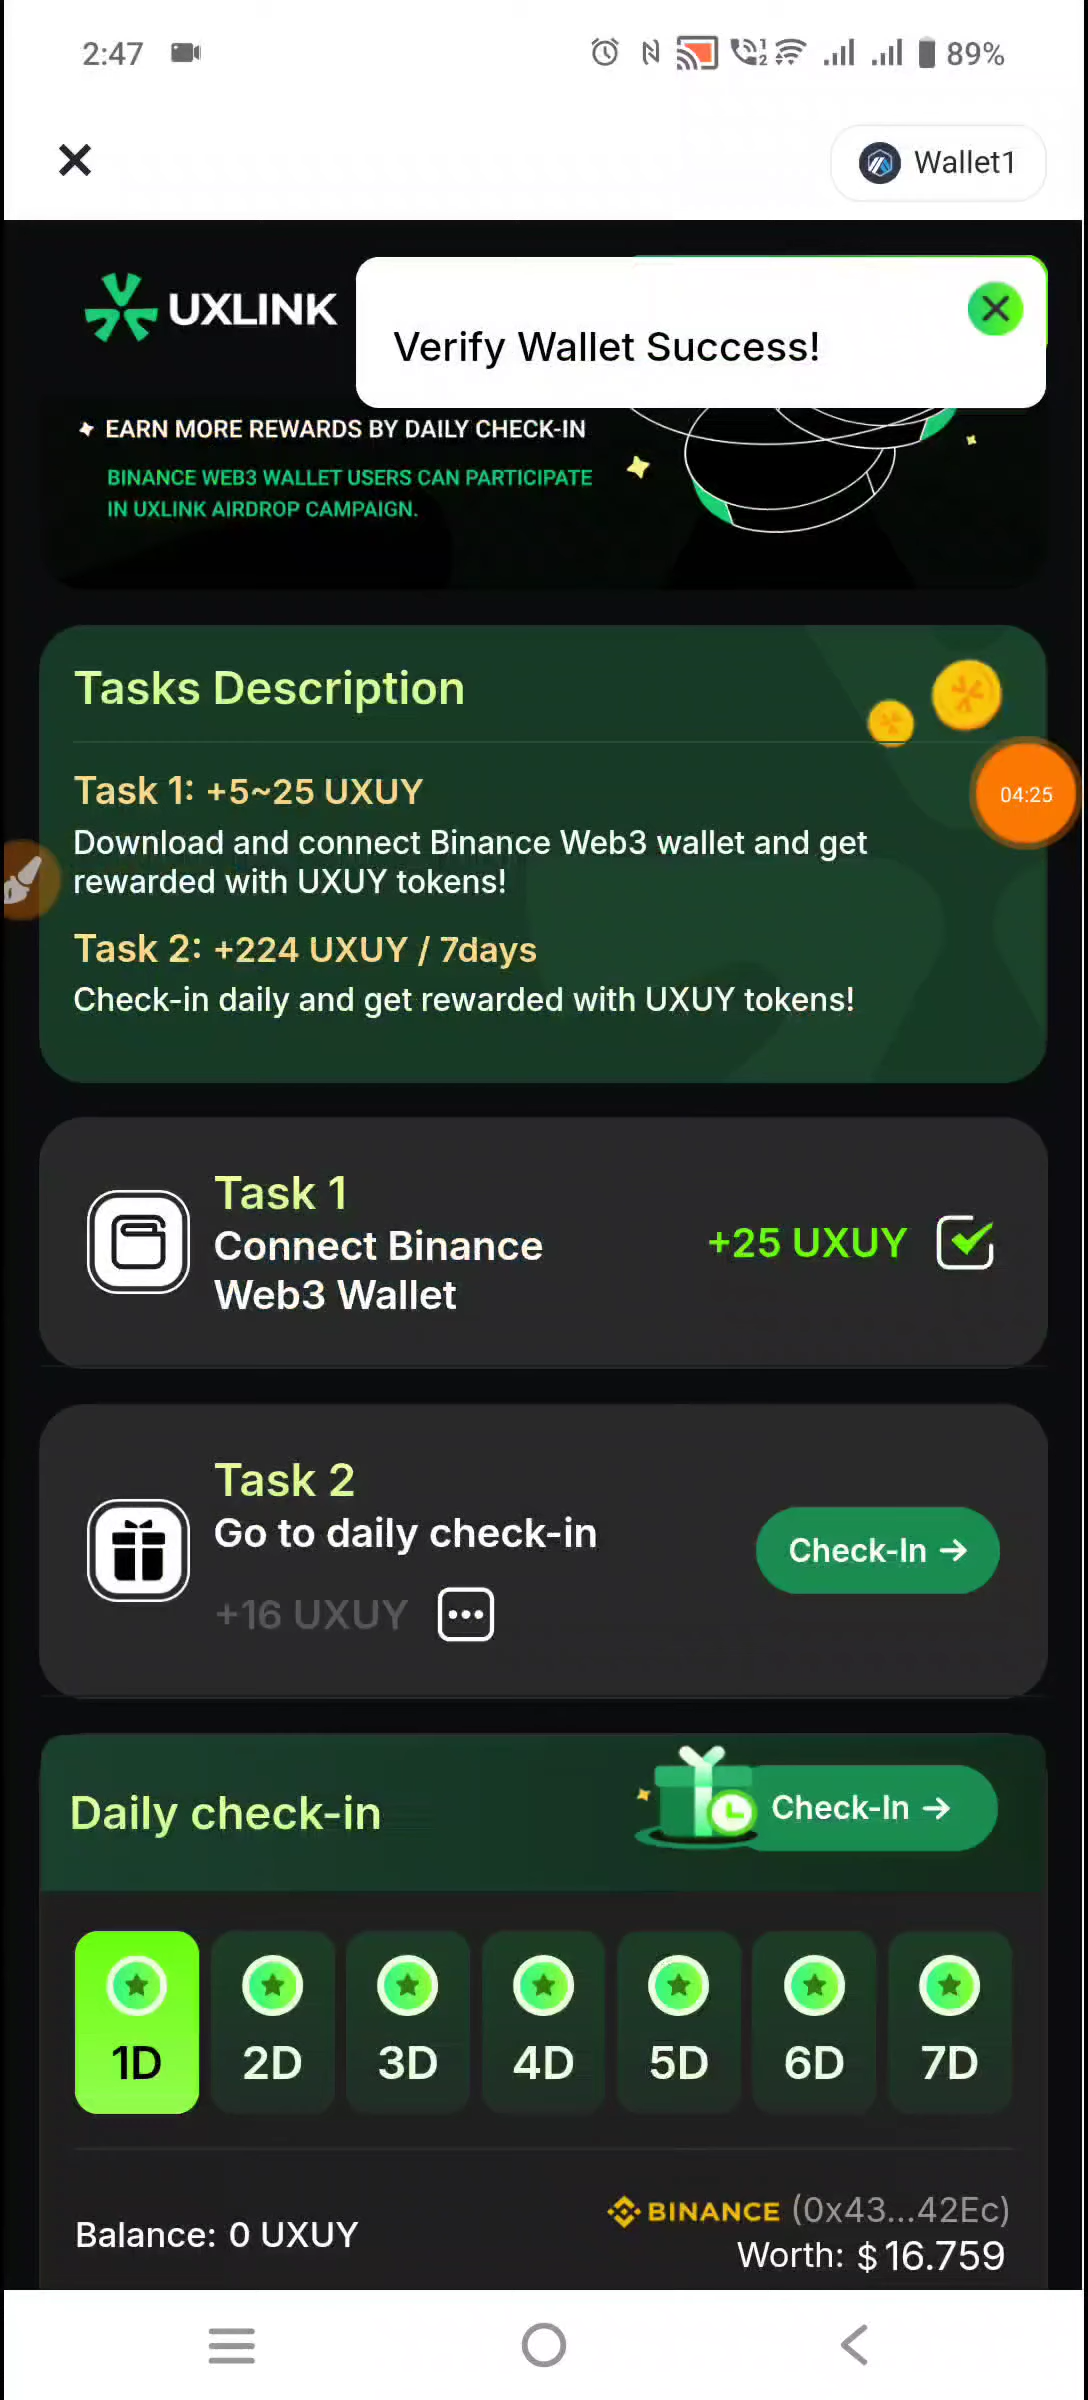 2:47
89%
Wallet1
UXLINK
Verify Wallet Success!
EARN MORE REWARDS BY DAILY CHECK-IN
BINANCE WEB3 WALLET USERS CAN PARTICIPATE
IN UXLINK AIRDROP CAMPAIGN.
Tasks Description
Task 1: +5~25 UXUY
04:25
Download and connect Binance Web3 wallet and get
rewarded with UXUY tokens!
Task 2: +224 UXUY / 7days
Check-in daily and get rewarded with UXUY tokens!
Task 1
Connect Binance
Web3 Wallet
+25 UXUY
Task 2
Go to daily check-in
Check-In →
+16 UXUY
Daily check-in
Check-In →
1D 2D 3D 4D 5D 6D 7D
BINANCE (0x43...42Ec)
Balance: 0 UXUY
Worth: $16.759